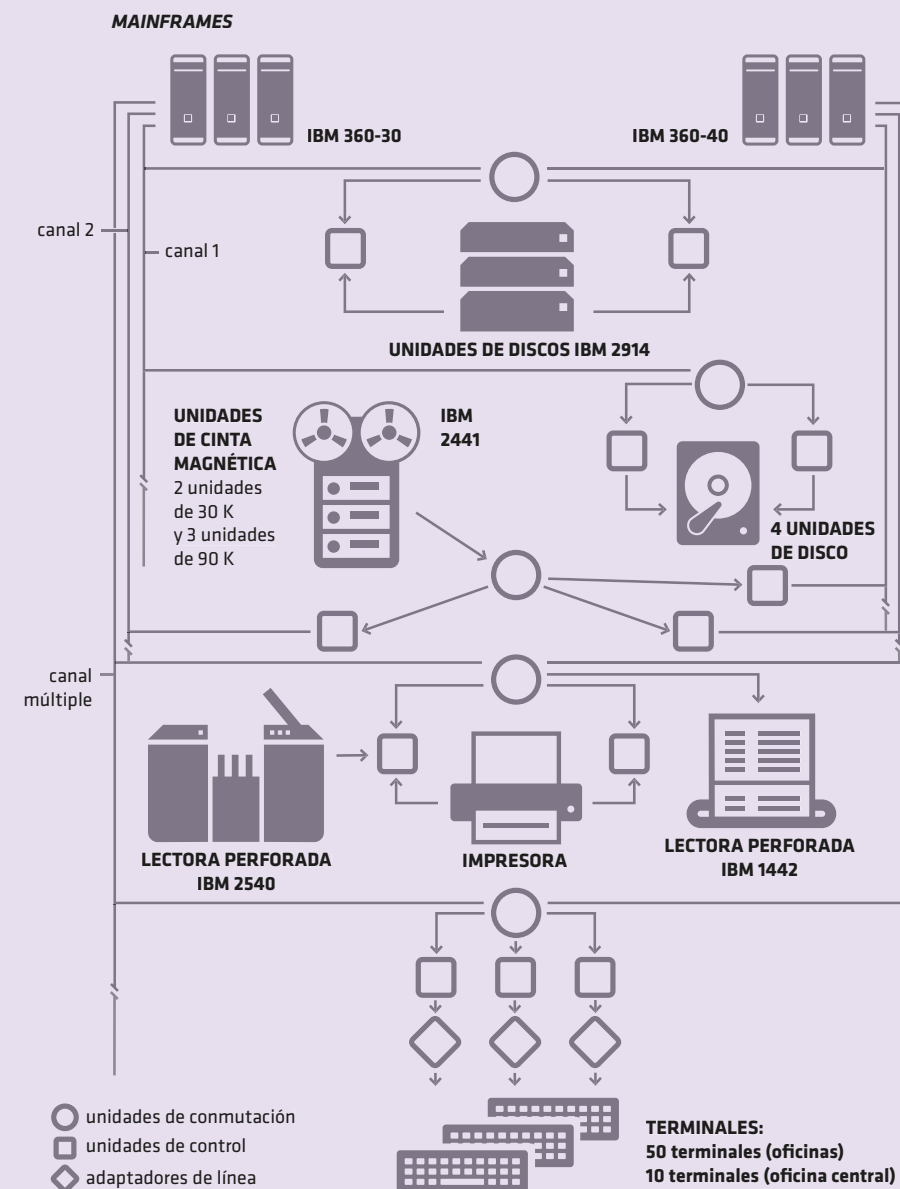 MAINFRAMES
IBM 360-30
IBM 360-40
canal 2
canal 1
UNIDADES DE DISCOS IBM 2914
UNIDADES
DE CINTA
MAGNÉTICA
2 unidades
de 30 K
y 3 unidades
de 90 K
IBM
2441
4 UNIDADES
DE DISCO
canal
múltiple
LECTORA PERFORADA
IBM 2540
IMPRESORA
LECTORA PERFORADA
IBM 1442
unidades de conmutación
unidades de control
adaptadores de línea
TERMINALES:
50 terminales (oficinas)
10 terminales (oficina central)